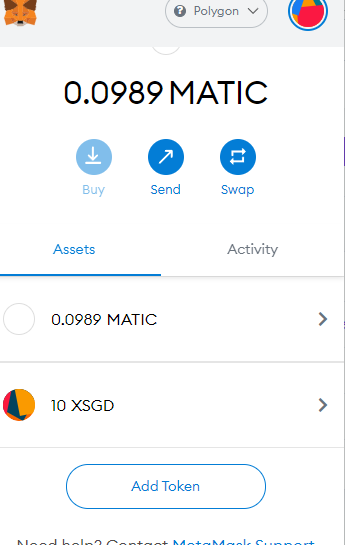 Polygon
0.0989 MATIC
Buy Send Swap
Assets Activity
0.0989 MATIC
10 XSGD
Add Token
Need help? Contact MetaMask Support